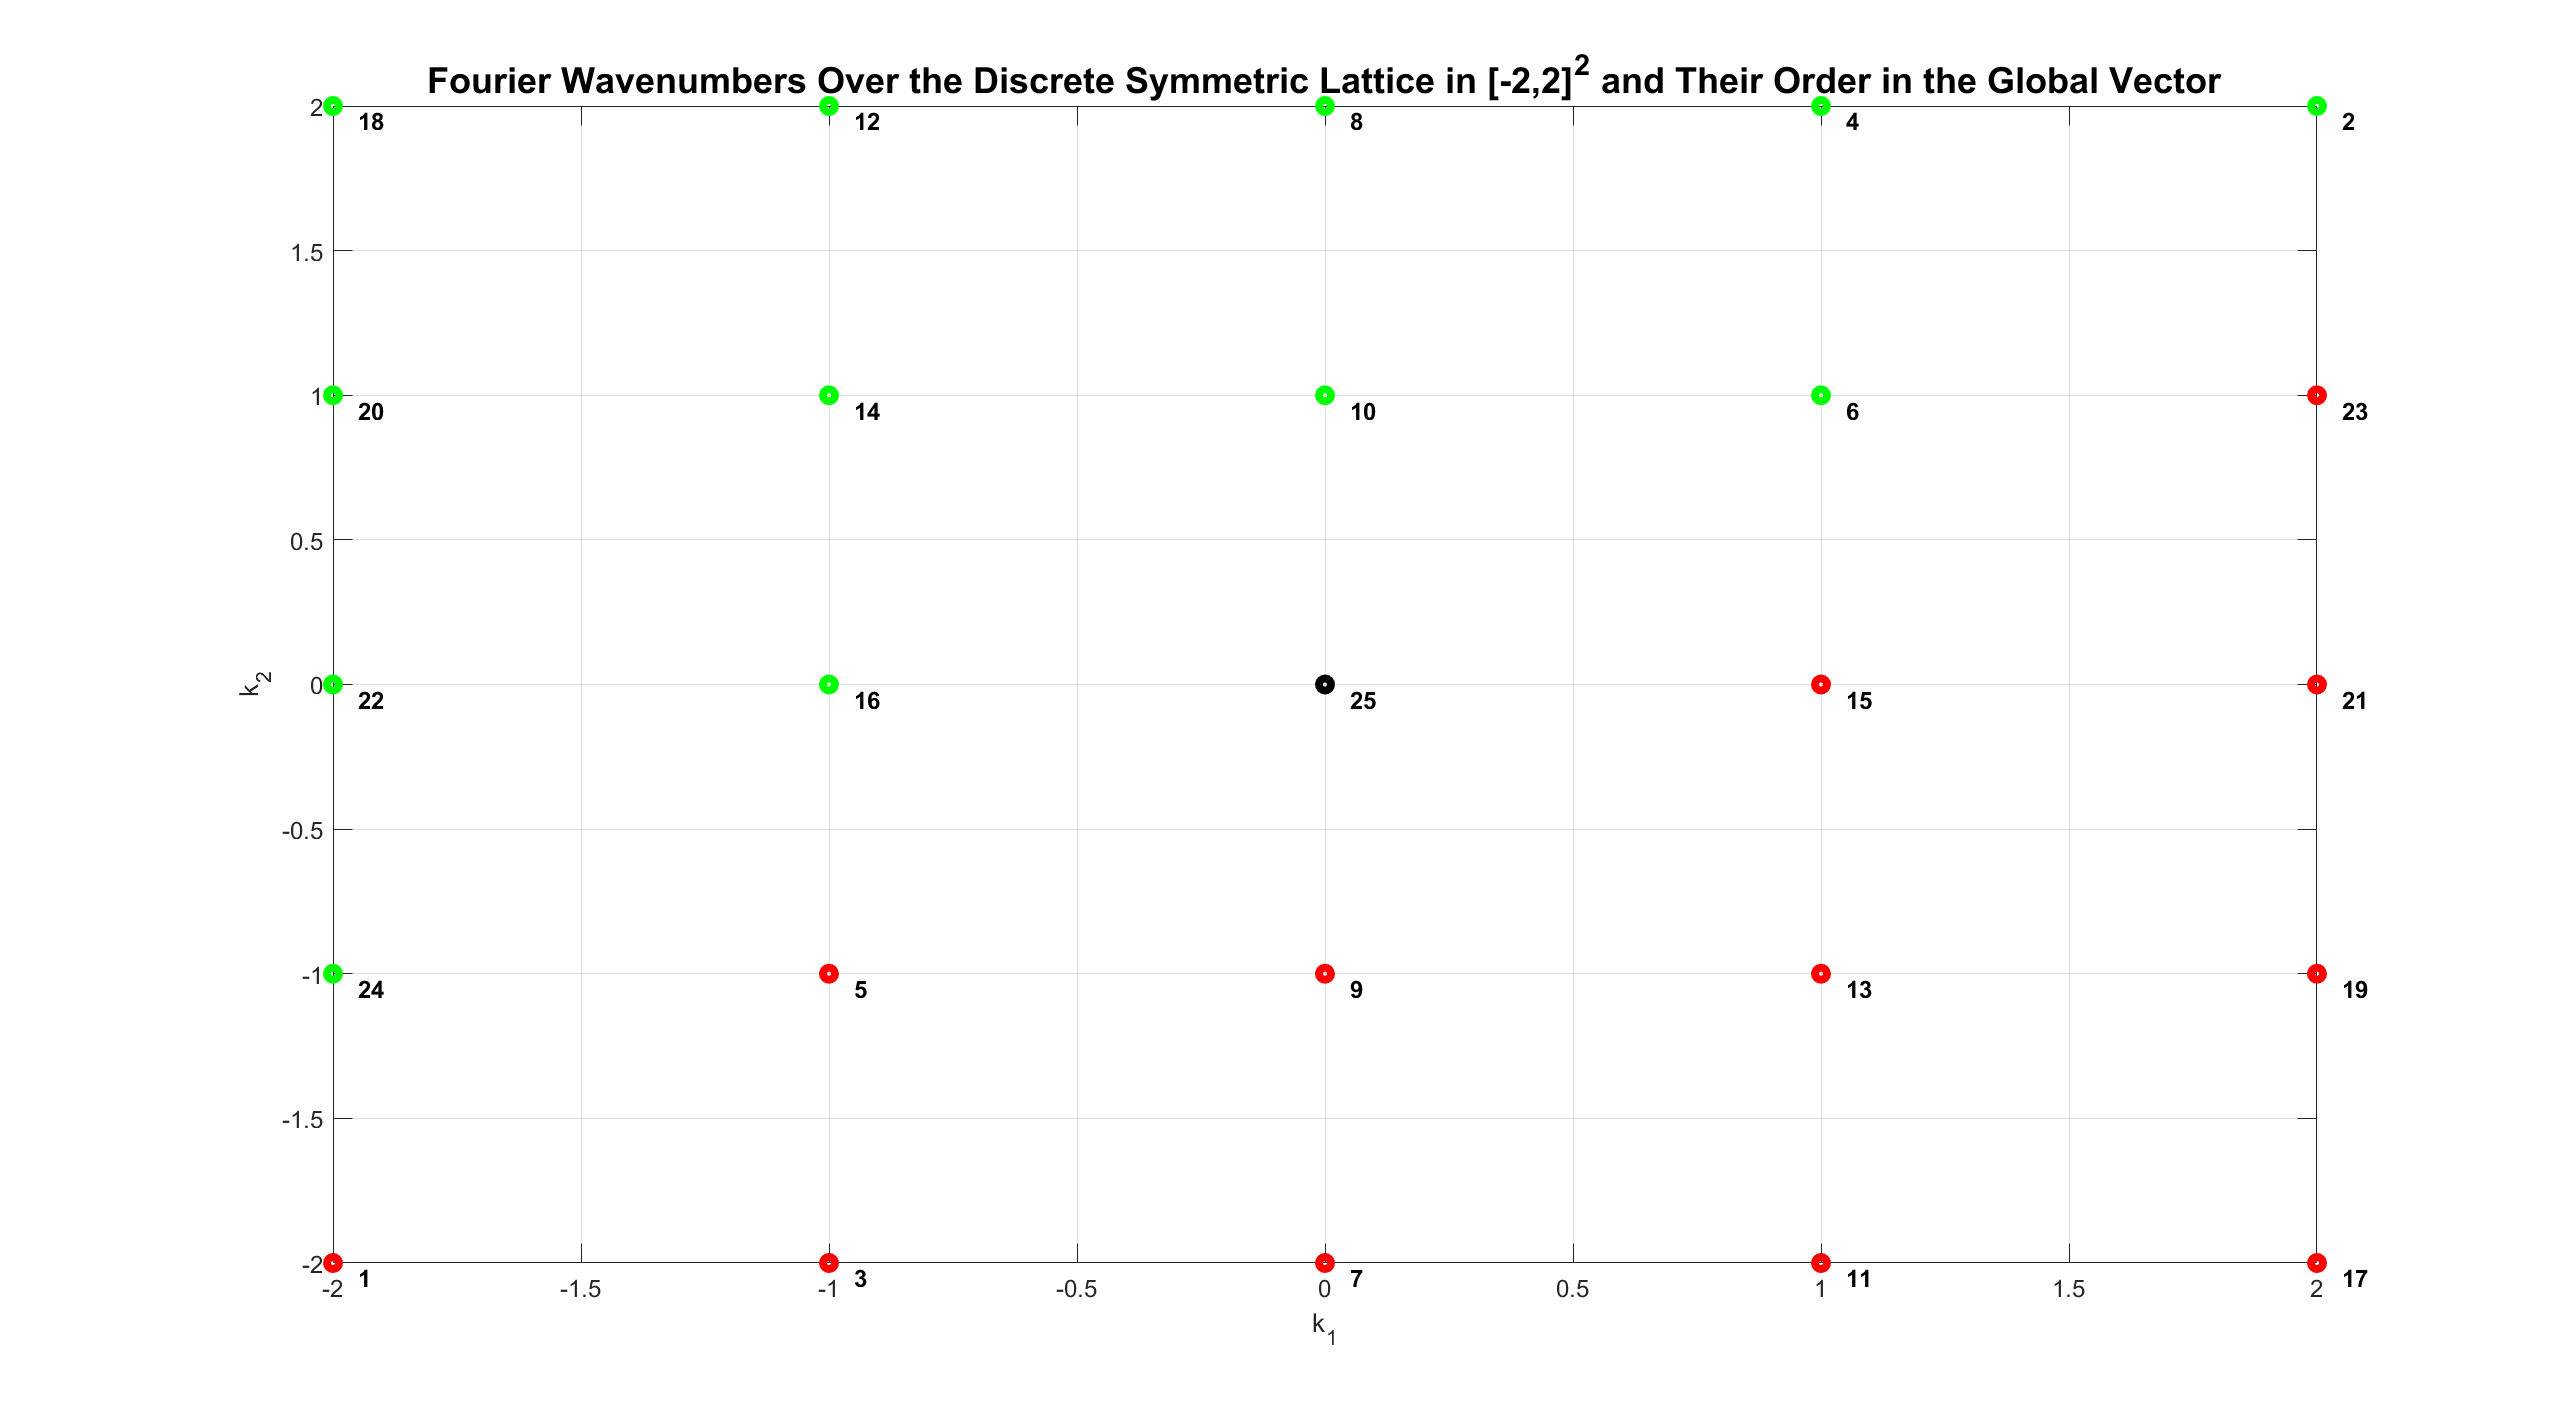 Fourier Wavenumbers Over the Discrete Symmetric Lattice in [-2,2]² and Their Order in the Global Vector
2
18 12 8 4 2
1.5
1
20 14 10 6 23
0.5
k₂
0
22 16 25 15 21
-0.5
-1
24 5 9 13 19
-1.5
-2
1 3 7 11 17
-2 -1.5 -1 -0.5 0 0.5 1 1.5 2
k₁